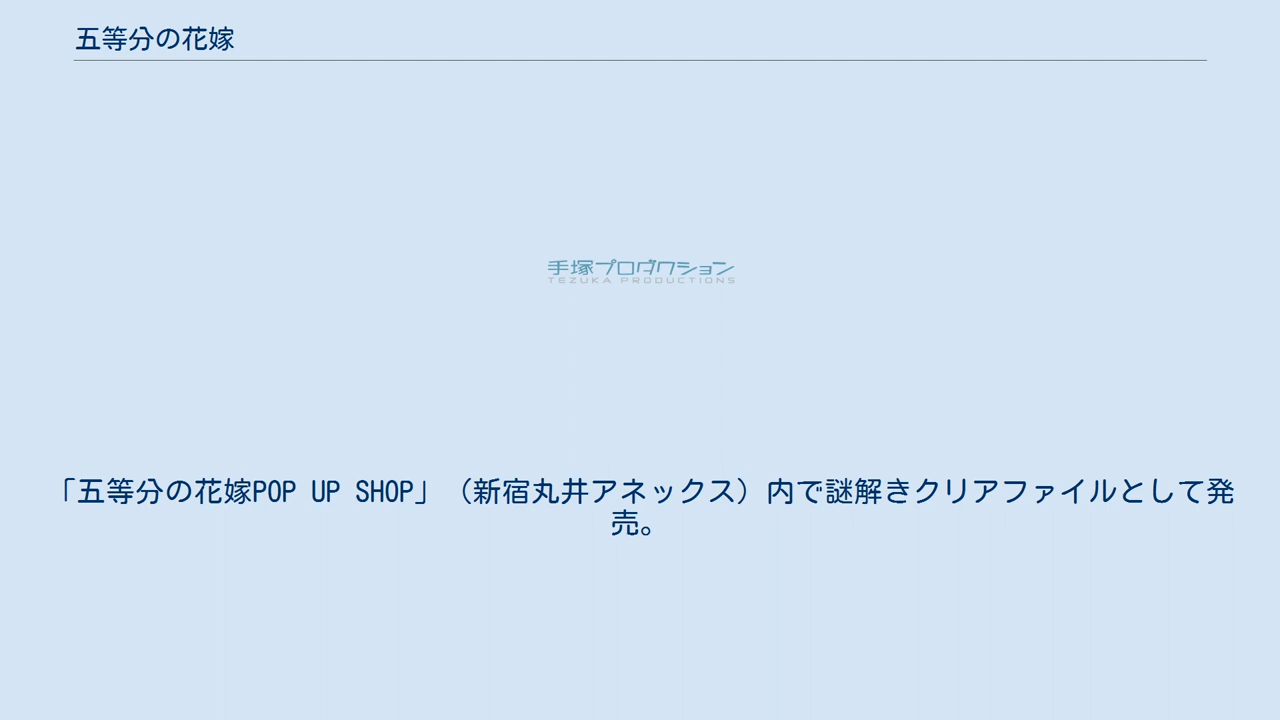 五等分の花嫁
手塚プロダクション
TEZUKA PRODUCTIONS
「五等分の花嫁POP UP SHOP」（新宿丸井アネックス）内で謎解きクリアファイルとして発
売。